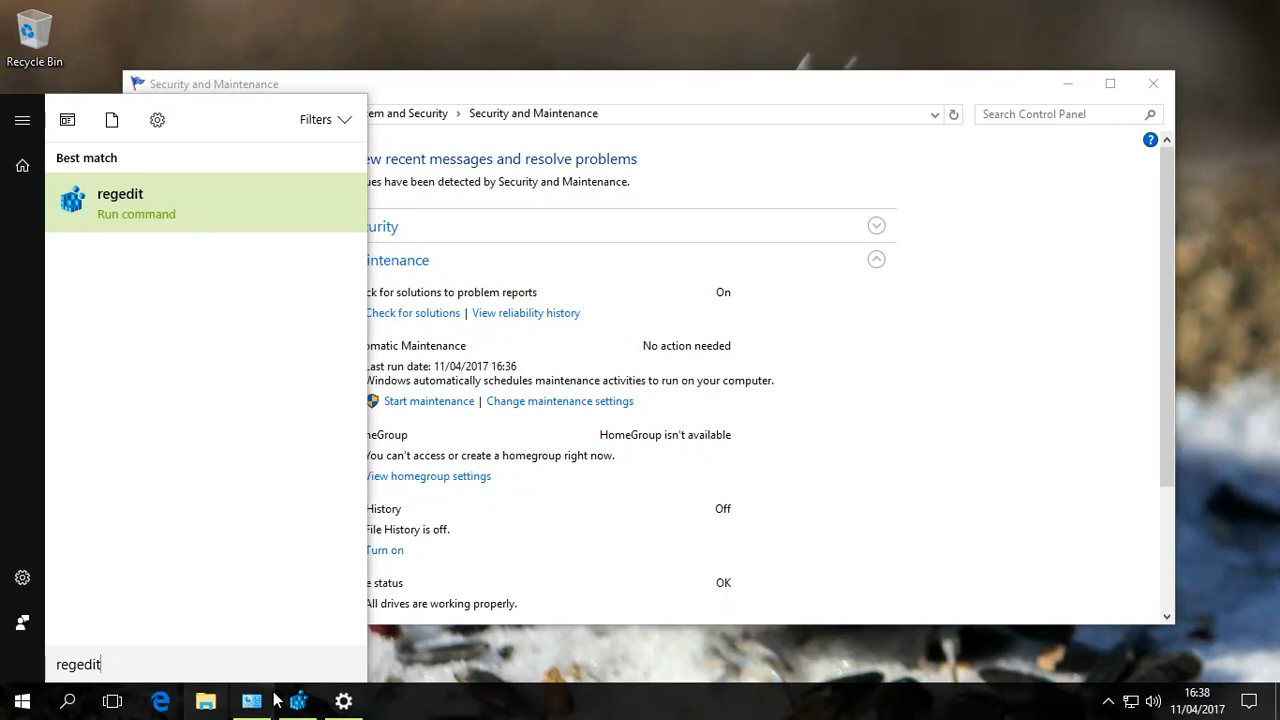 Recycle Bin
Security and Maintenance
em and Security > Security and Maintenance
Search Control Panel
Filters
Best match
regedit
Run command
ew recent messages and resolve problems
ues have been detected by Security and Maintenance.
curity
intenance
ck for solutions to problem reports On
Check for solutions | View reliability history
omatic Maintenance No action needed
Last run date: 11/04/2017 16:36
Windows automatically schedules maintenance activities to run on your computer.
Start maintenance | Change maintenance settings
meGroup HomeGroup isn't available
You can't access or create a homegroup right now.
View homegroup settings
History Off
File History is off.
Turn on
e status OK
All drives are working properly.
regedit
16:38
11/04/2017